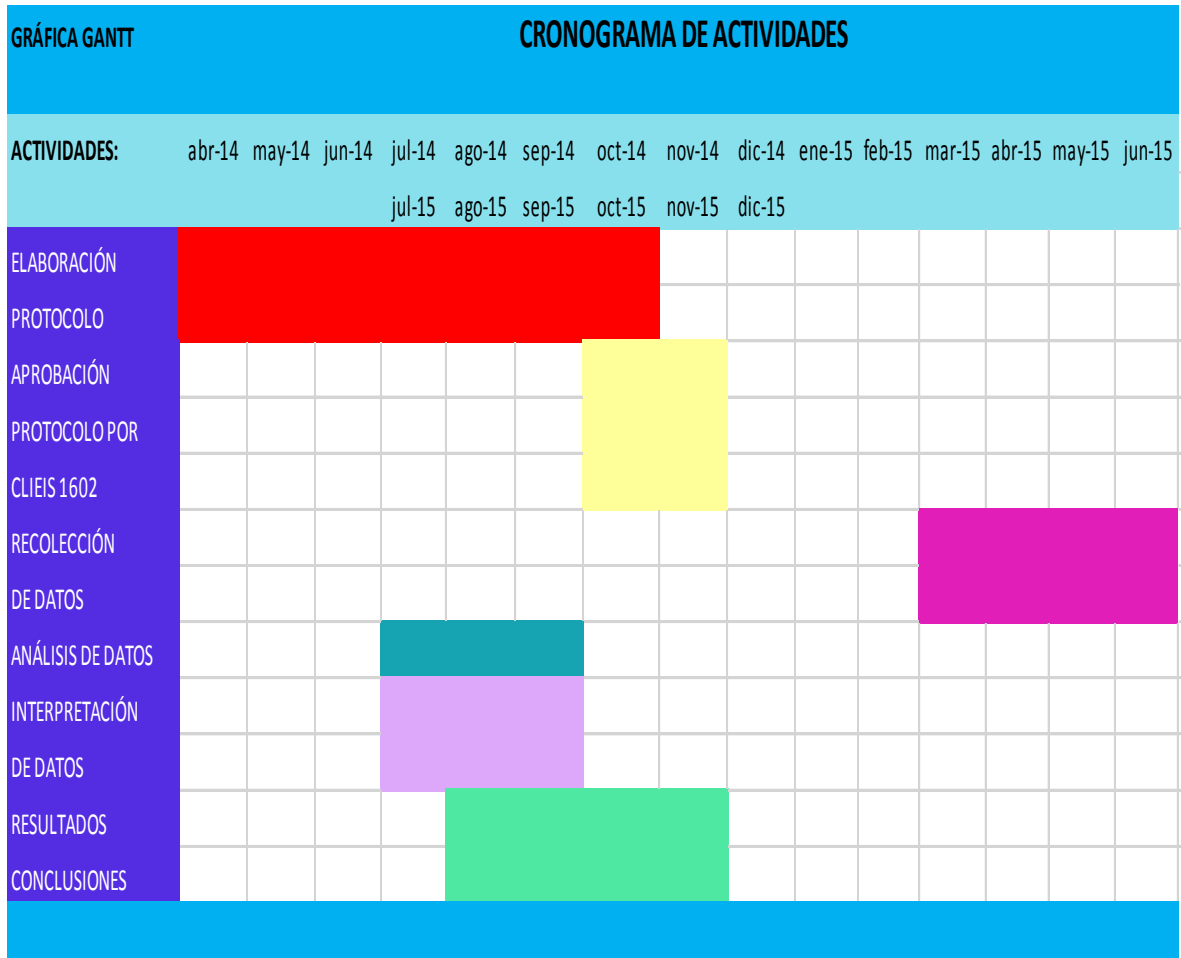 GRÁFICA GANTT CRONOGRAMA DE ACTIVIDADES
ACTIVIDADES: abr-14 may-14 jun-14 jul-14 ago-14 sep-14 oct-14 nov-14 dic-14 ene-15 feb-15 mar-15 abr-15 may-15 jun-15
jul-15 ago-15 sep-15 oct-15 nov-15 dic-15
ELABORACIÓN
PROTOCOLO
APROBACIÓN
PROTOCOLO POR
CLIEIS 1602
RECOLECCIÓN
DE DATOS
ANÁLISIS DE DATOS
INTERPRETACIÓN
DE DATOS
RESULTADOS
CONCLUSIONES